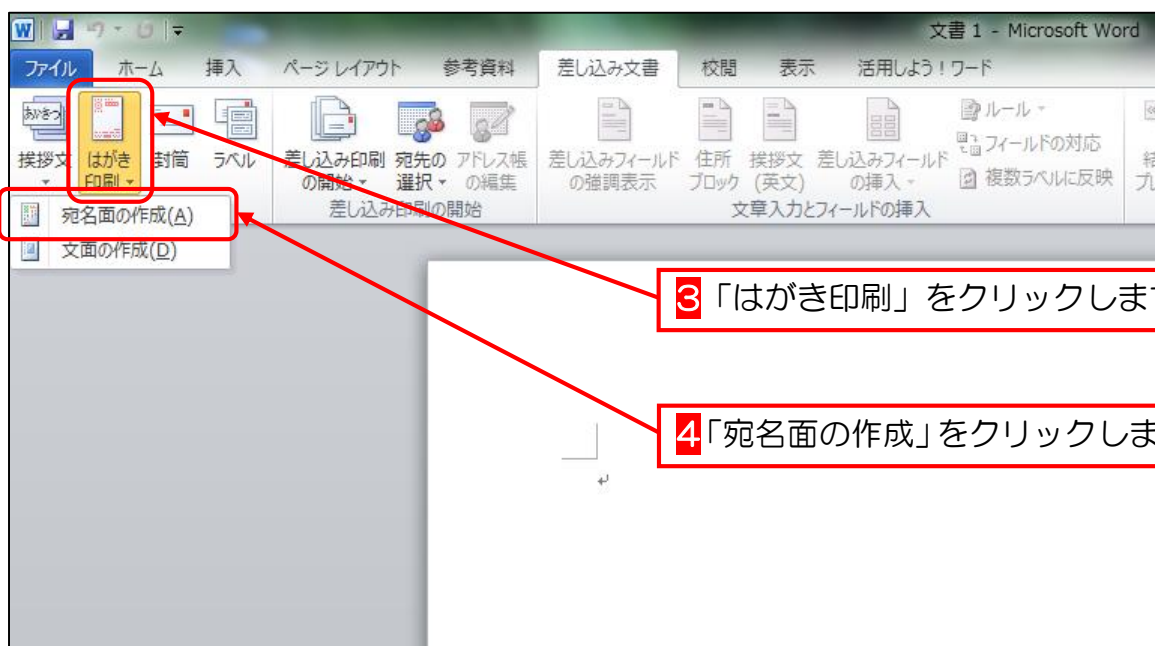 文書 1 - Microsoft Word
ファイル ホーム 挿入 ページ レイアウト 参考資料 差し込み文書 校閲 表示 活用しよう！ワード
挨拶文
はがき
印刷
封筒
ラベル
差し込み印刷
の開始
宛先の
選択
アドレス帳
の編集
差し込みフィールド
の強調表示
住所
ブロック
挨拶文
(英文)
差し込みフィールド
の挿入
ルール
フィールドの対応
複数ラベルに反映
差し込み印刷の開始
文章入力とフィールドの挿入
宛名面の作成(A)
文面の作成(D)
3「はがき印刷」をクリックしま
4「宛名面の作成」をクリックしま